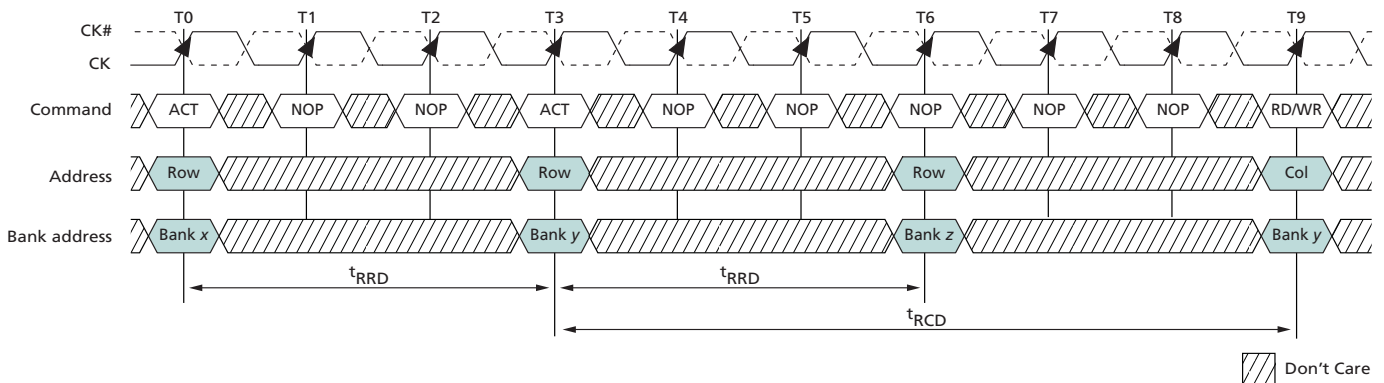 T0 T1 T2 T3 T4 T5 T6 T7 T8 T9
CK#
CK
Command ACT NOP NOP ACT NOP NOP NOP NOP NOP RD/WR
Address Row Row Row Col
Bank address Bank x Bank y Bank z Bank y
tRRD tRRD
tRCD
Don't Care